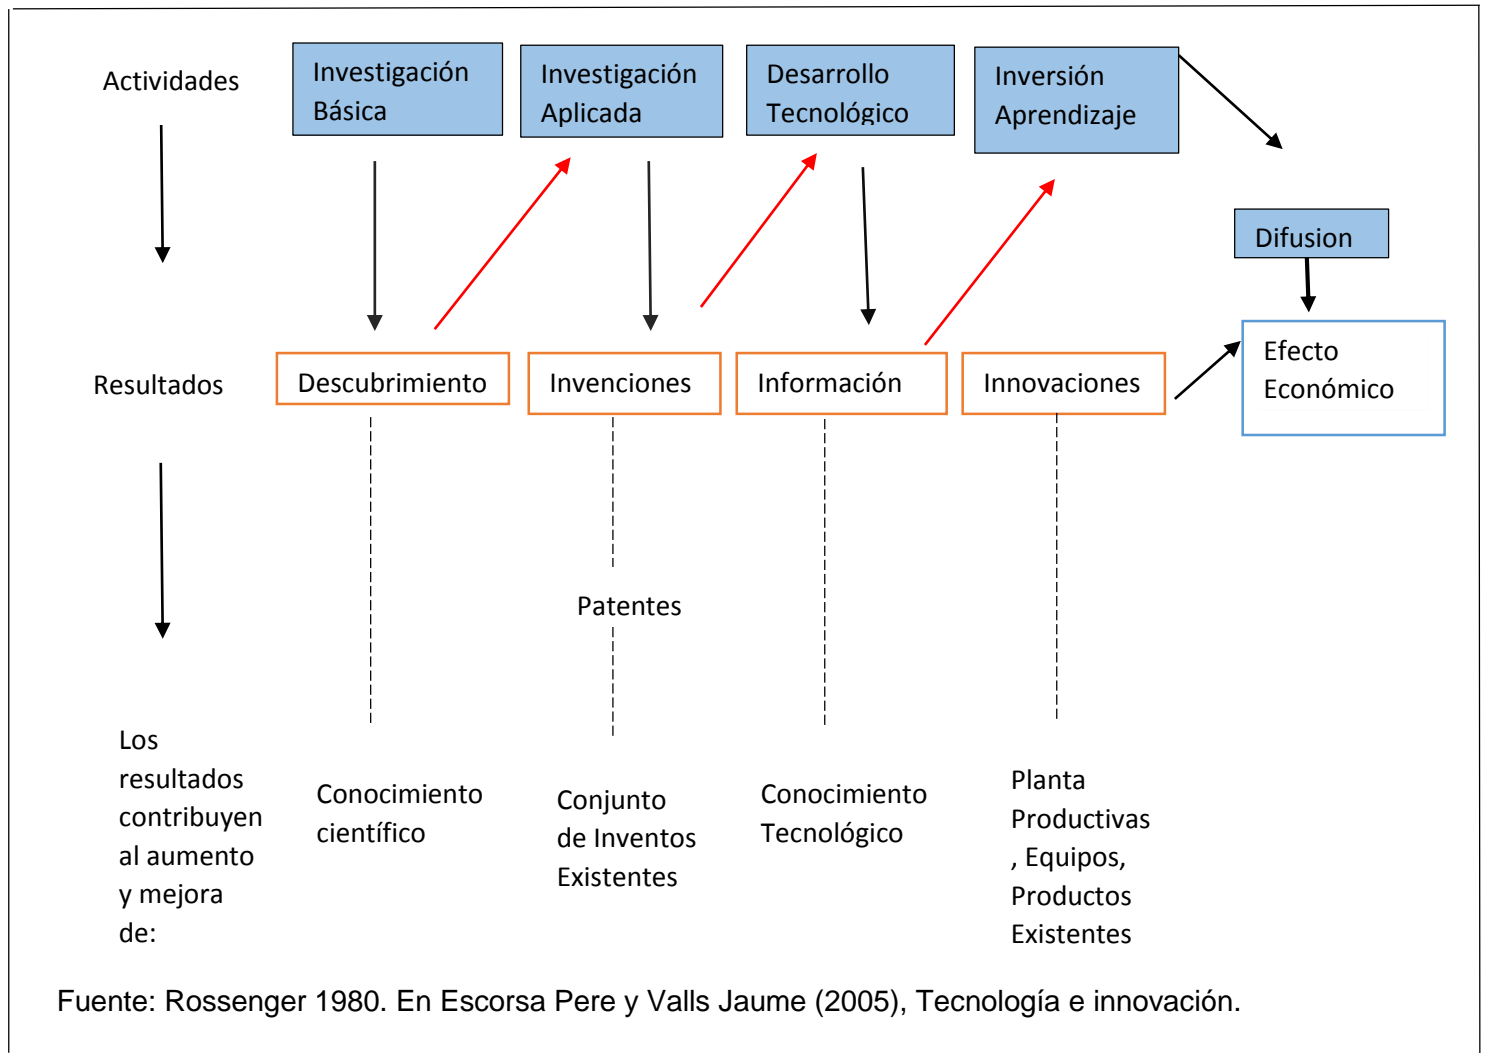 Actividades
Investigación
Básica
Investigación
Aplicada
Desarrollo
Tecnológico
Inversión
Aprendizaje
Difusion
Resultados
Descubrimiento
Invenciones
Información
Innovaciones
Efecto
Económico
Patentes
Los
resultados
contribuyen
al aumento
y mejora
de:
Conocimiento
científico
Conjunto
de Inventos
Existentes
Conocimiento
Tecnológico
Planta
Productivas
, Equipos,
Productos
Existentes
Fuente: Rossenger 1980. En Escorsa Pere y Valls Jaume (2005), Tecnología e innovación.